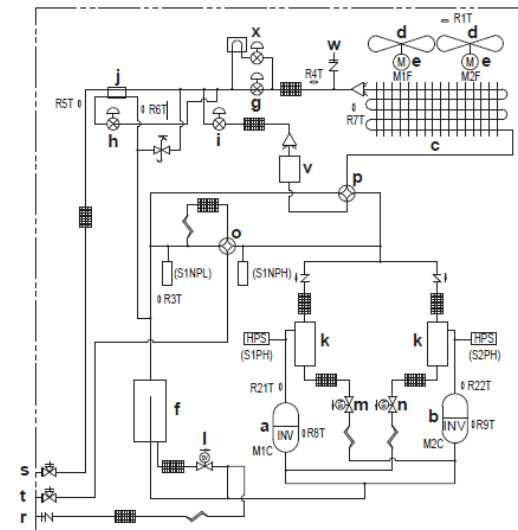 x
w
d
R1T
d
M
e
M
e
M1F
M2F
j
g
R4T
R5T
R6T
R7T
h
i
c
v
p
o
(S1NPL)
(S1NPH)
R3T
HPS
(S1PH)
k
k
HPS
(S2PH)
f
R21T
m
n
R22T
a
INV
R8T
M1C
b
INV
R9T
M2C
l
s
t
r